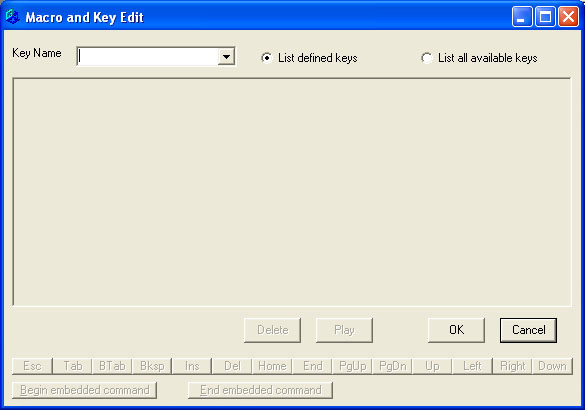 Macro and Key Edit
Key Name List defined keys List all available keys
Delete Play OK Cancel
Esc Tab BTab Bksp Ins Del Home End PgUp PgDn Up Left Right Down
Begin embedded command End embedded command